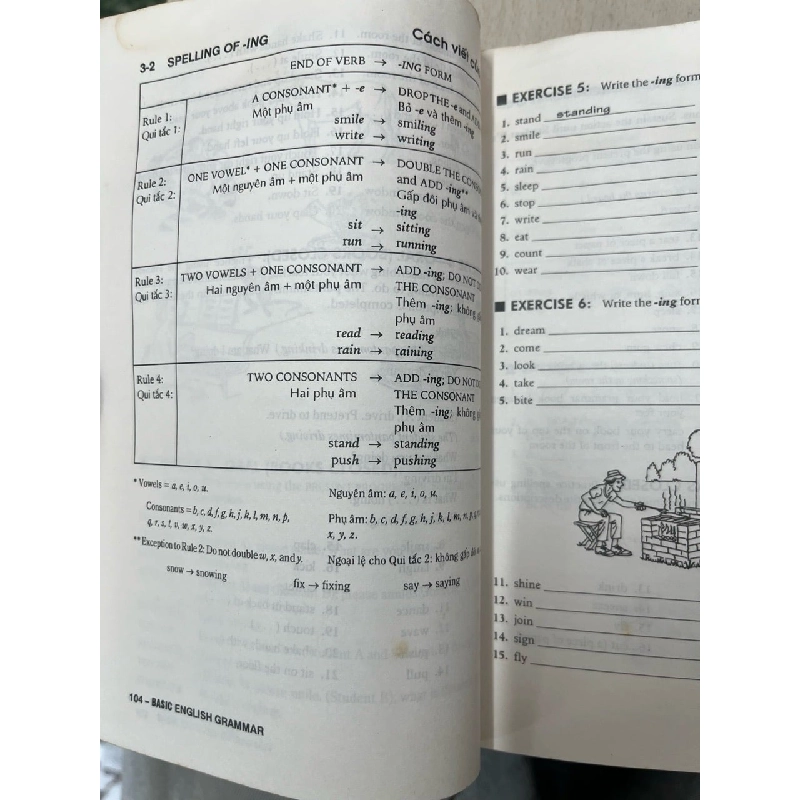 3-2 SPELLING OF -ING Cách viết
END OF VERB → -ING FORM
Rule 1:
Qui tắc 1:
A CONSONANT* + -e → DROP THE -e and
Một phụ âm Bỏ -e và thêm -ing
smile → smiling
write → writing
Rule 2:
Qui tắc 2:
ONE VOWEL* + ONE CONSONANT → DOUBLE THE
Một nguyên âm + một phụ âm and ADD -ing**
Gấp đôi phụ âm
-ing
sit → sitting
run → running
Rule 3:
Qui tắc 3:
TWO VOWELS + ONE CONSONANT → ADD -ing; DO NOT
Hai nguyên âm + một phụ âm THE CONSONANT
Thêm -ing; không
phụ âm
read → reading
rain → raining
Rule 4:
Qui tắc 4:
TWO CONSONANTS → ADD -ing; DO NOT
Hai phụ âm THE CONSONANT
Thêm -ing; không
phụ âm
stand → standing
push → pushing
* Vowels = a, e, i, o, u. Nguyên âm: a, e, i, o, u.
Consonants = b, c, d, f, g, h, j, k, l, m, n, p, Phụ âm: b, c, d, f, g, h, j, k, l, m, n, p,
q, r, s, t, v, w, x, y, z. x, y, z.
** Exception to Rule 2: Do not double w, x, and y. Ngoại lệ cho Qui tắc 2: không gấp
snow → snowing fix → fixing say → saying
104 – BASIC ENGLISH GRAMMAR
■ EXERCISE 5: Write the -ing form
1. stand standing
2. smile
3. run
4. rain
5. sleep
6. stop
7. write
8. eat
9. count
10. wear
■ EXERCISE 6: Write the -ing form
1. dream
2. come
3. look
4. take
5. bite
11. shine
12. win
13. join
14. sign
15. fly